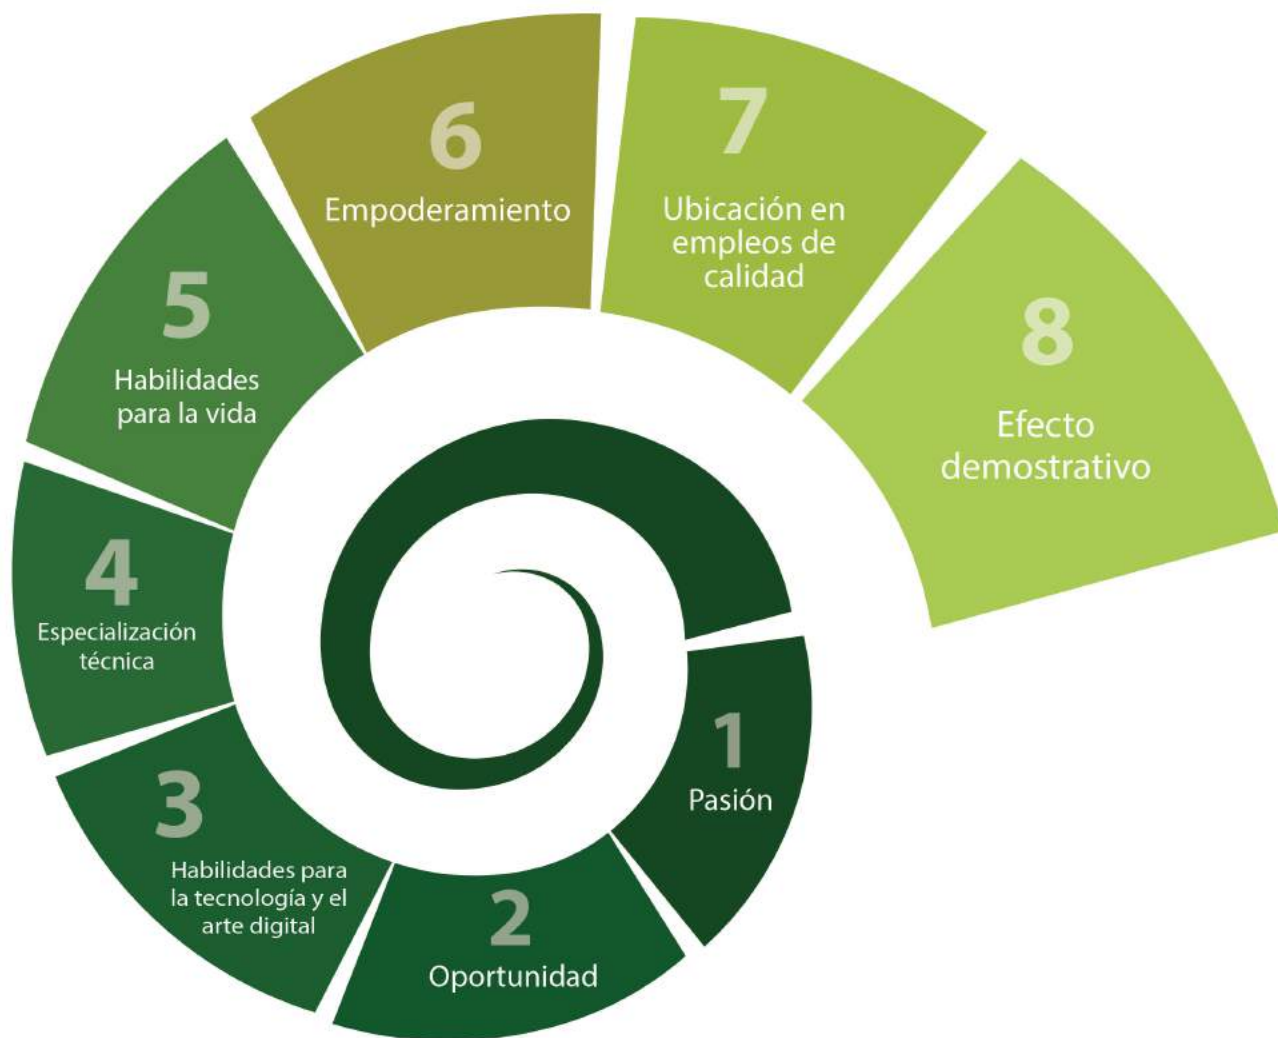 1
Pasión
2
Oportunidad
3
Habilidades para
la tecnología y el
arte digital
4
Especialización
técnica
5
Habilidades
para la vida
6
Empoderamiento
7
Ubicación en
empleos de
calidad
8
Efecto
demostrativo